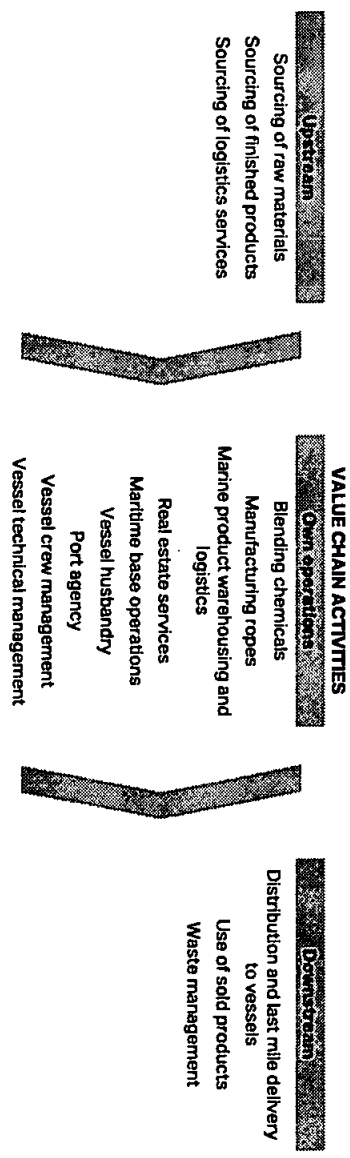 VALUE CHAIN ACTIVITIES
Upstream
Sourcing of raw materials
Sourcing of finished products
Sourcing of logistics services
Own operations
Blending chemicals
Manufacturing ropes
Marine product warehousing and
logistics
Real estate services
Maritime base operations
Vessel husbandry
Port agency
Vessel crew management
Vessel technical management
Downstream
Distribution and last mile delivery
to vessels
Use of sold products
Waste management